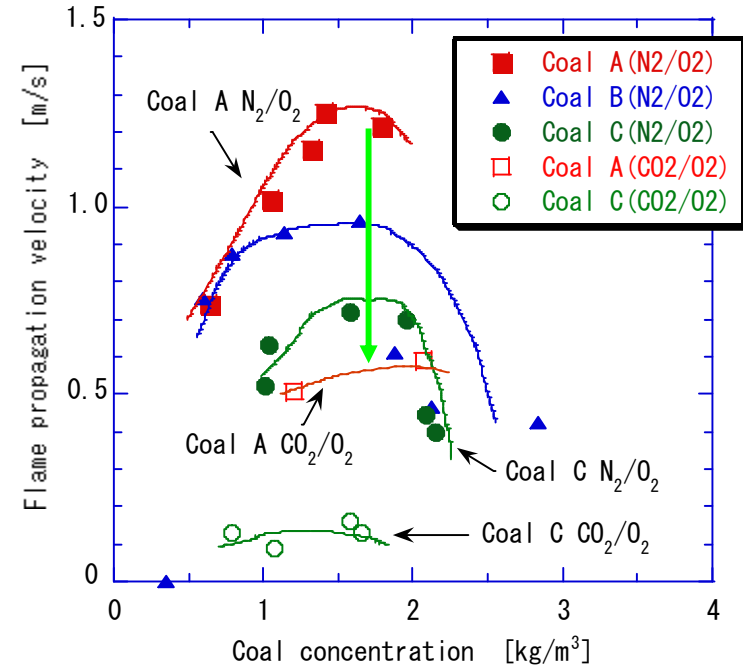 1.5
1.0
0.5
0
0
1
2
3
4
Flame propagation velocity [m/s]
Coal concentration [kg/m³]
Coal A(N2/O2)
Coal B(N2/O2)
Coal C(N2/O2)
Coal A(CO2/O2)
Coal C(CO2/O2)
Coal A N₂/O₂
Coal A CO₂/O₂
Coal C N₂/O₂
Coal C CO₂/O₂